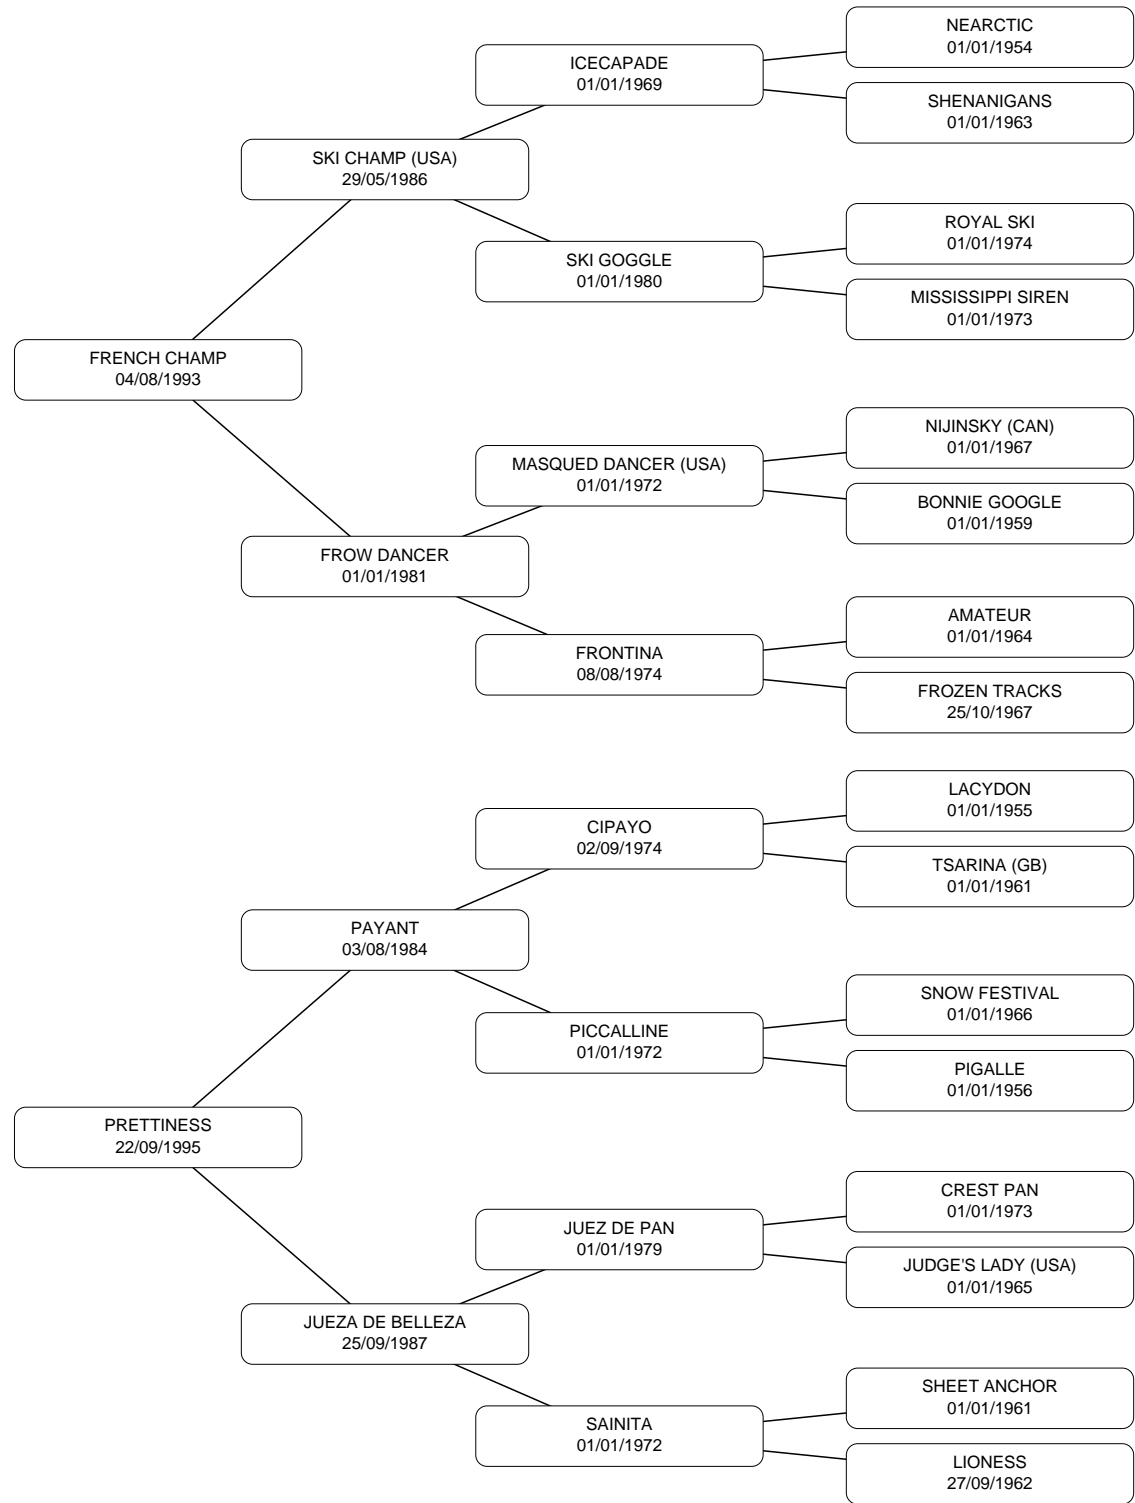 NEARCTIC
01/01/1954
ICECAPADE
01/01/1969
SHENANIGANS
01/01/1963
SKI CHAMP (USA)
29/05/1986
ROYAL SKI
01/01/1974
SKI GOGGLE
01/01/1980
MISSISSIPPI SIREN
01/01/1973
FRENCH CHAMP
04/08/1993
NIJINSKY (CAN)
01/01/1967
MASQUED DANCER (USA)
01/01/1972
BONNIE GOOGLE
01/01/1959
FROW DANCER
01/01/1981
AMATEUR
01/01/1964
FRONTINA
08/08/1974
FROZEN TRACKS
25/10/1967
LACYDON
01/01/1955
CIPAYO
02/09/1974
TSARINA (GB)
01/01/1961
PAYANT
03/08/1984
SNOW FESTIVAL
01/01/1966
PICCALLINE
01/01/1972
PIGALLE
01/01/1956
PRETTINESS
22/09/1995
CREST PAN
01/01/1973
JUEZ DE PAN
01/01/1979
JUDGE'S LADY (USA)
01/01/1965
JUEZA DE BELLEZA
25/09/1987
SHEET ANCHOR
01/01/1961
SAINITA
01/01/1972
LIONESS
27/09/1962